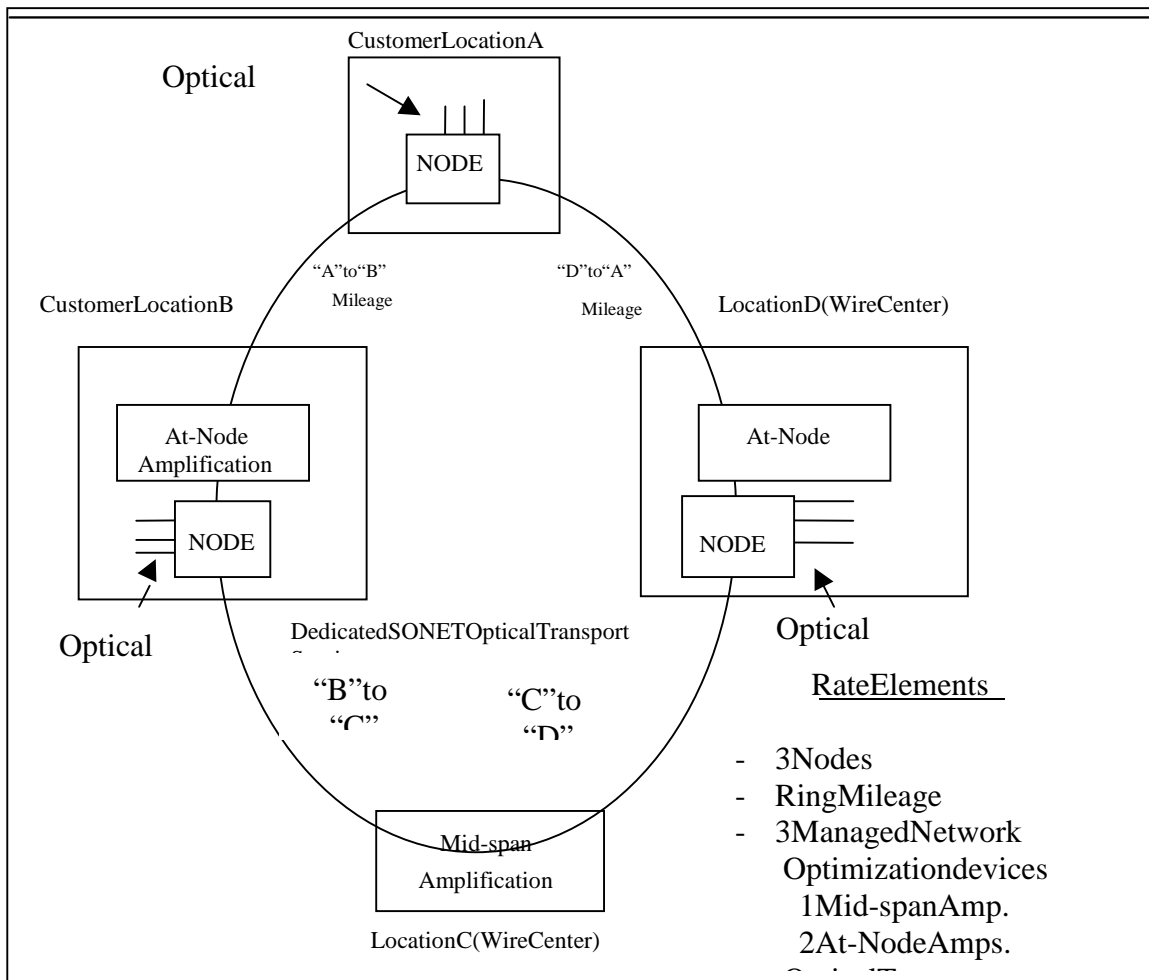 CustomerLocationA
Optical
NODE
“A”to“B”
Mileage
“D”to“A”
Mileage
CustomerLocationB
LocationD(WireCenter)
At-Node
Amplification
At-Node
NODE
NODE
Optical
Optical
DedicatedSONETOpticalTransport
“B”to
“C”
“C”to
“D”
RateElements
- 3Nodes
- RingMileage
- 3ManagedNetwork
Optimizationdevices
1Mid-spanAmp.
2At-NodeAmps.
Mid-span
Amplification
LocationC(WireCenter)